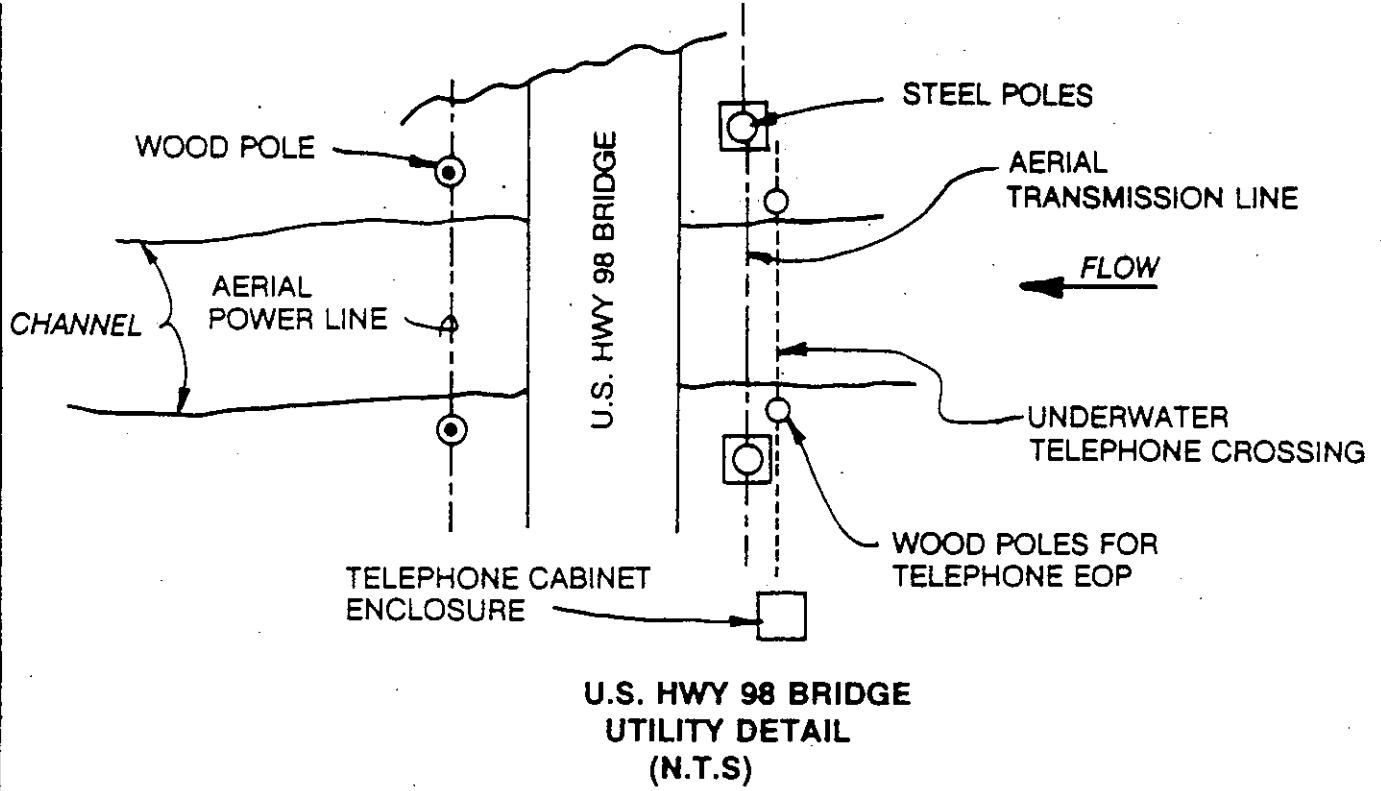 STEEL POLES
WOOD POLE
AERIAL
TRANSMISSION LINE
U.S. HWY 98 BRIDGE
FLOW
AERIAL
POWER LINE
CHANNEL
UNDERWATER
TELEPHONE CROSSING
WOOD POLES FOR
TELEPHONE EOP
TELEPHONE CABINET
ENCLOSURE
U.S. HWY 98 BRIDGE
UTILITY DETAIL
(N.T.S)